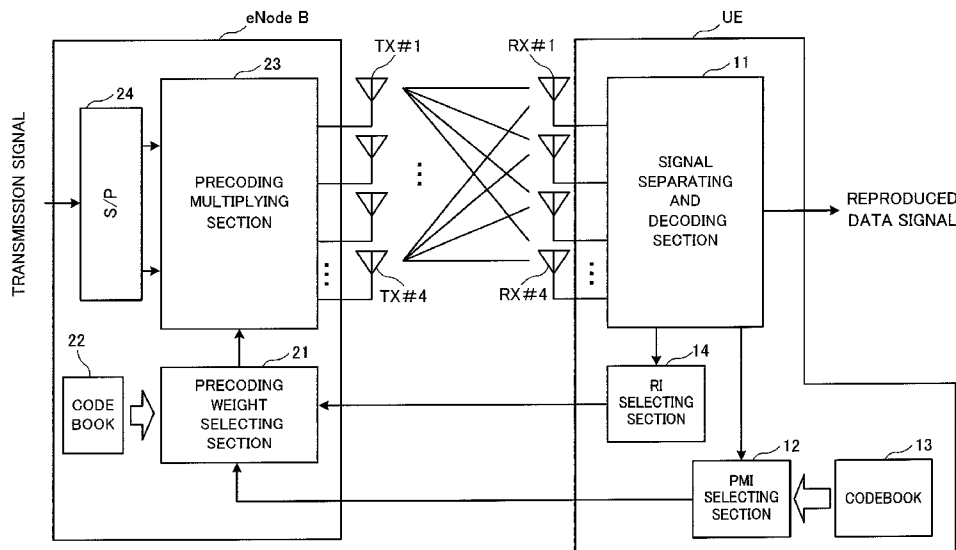 eNode B
UE
TX#1
RX#1
23
11
24
TRANSMISSION SIGNAL
S/P
PRECODING
MULTIPLYING
SECTION
SIGNAL
SEPARATING
AND
DECODING
SECTION
REPRODUCED
DATA SIGNAL
TX#4
RX#4
22
21
14
CODE
BOOK
PRECODING
WEIGHT
SELECTING
SECTION
RI
SELECTING
SECTION
12
13
PMI
SELECTING
SECTION
CODEBOOK